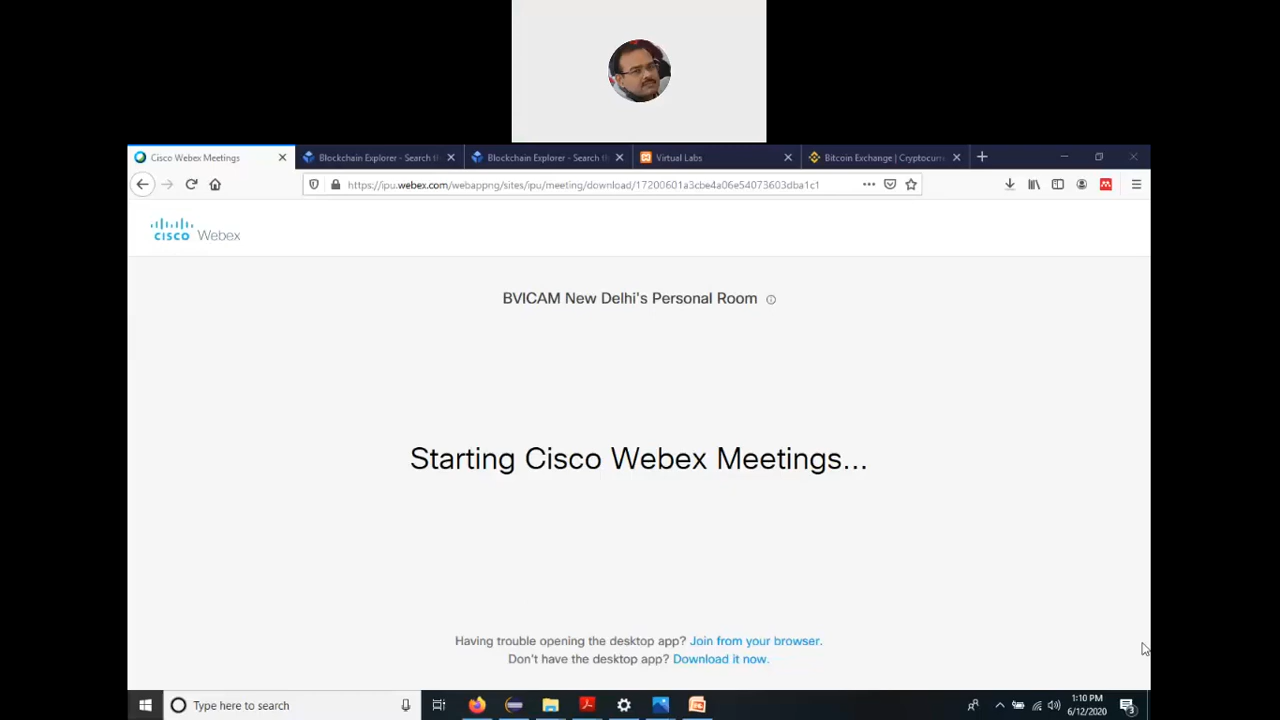 Cisco Webex Meetings
Blockchain Explorer - Search th
Blockchain Explorer - Search th
Virtual Labs
Bitcoin Exchange | Cryptocurr
https://ipu.webex.com/webappng/sites/ipu/meeting/download/17200601a3cbe4a06e54073603dba1c1
CISCO Webex
BVICAM New Delhi's Personal Room
Starting Cisco Webex Meetings...
Having trouble opening the desktop app? Join from your browser.
Don't have the desktop app? Download it now.
Type here to search
1:10 PM
6/12/2020
3